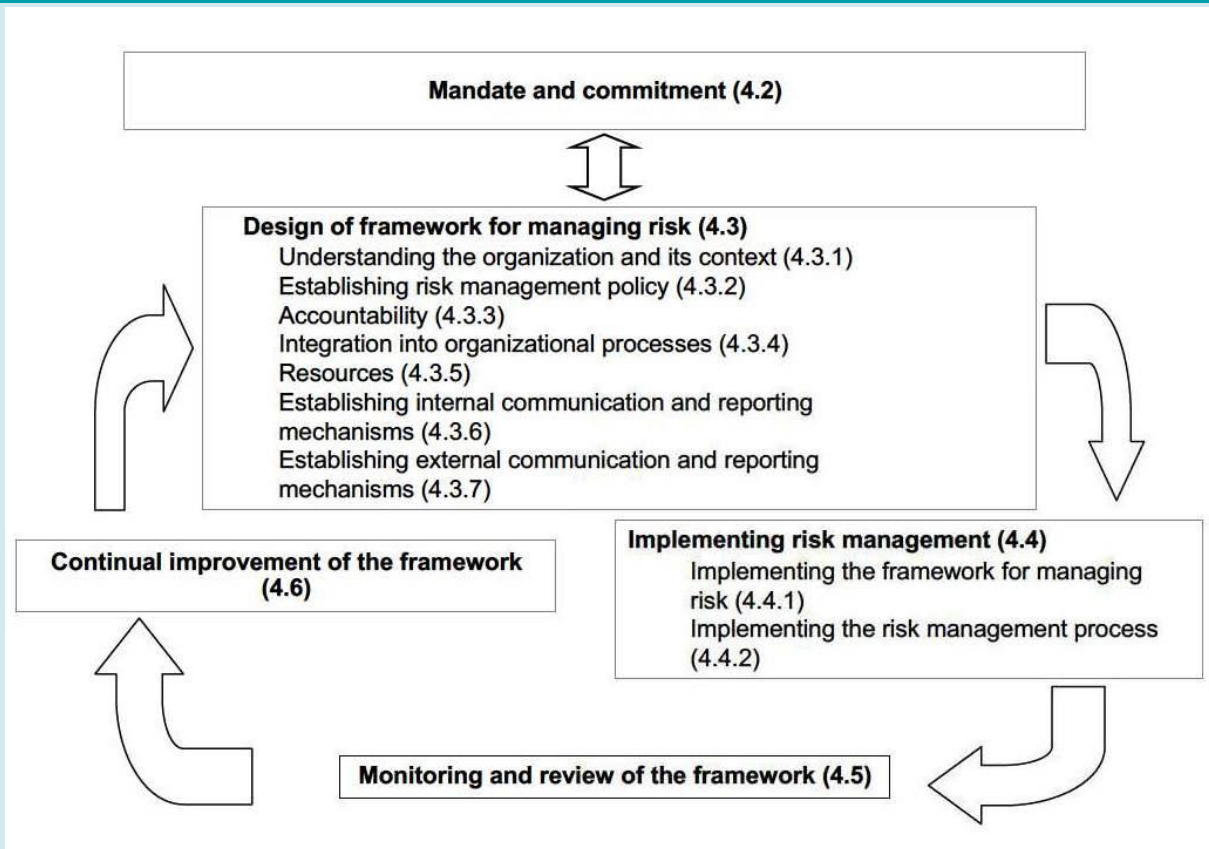 Mandate and commitment (4.2)
Design of framework for managing risk (4.3)
Understanding the organization and its context (4.3.1)
Establishing risk management policy (4.3.2)
Accountability (4.3.3)
Integration into organizational processes (4.3.4)
Resources (4.3.5)
Establishing internal communication and reporting
mechanisms (4.3.6)
Establishing external communication and reporting
mechanisms (4.3.7)
Implementing risk management (4.4)
Implementing the framework for managing
risk (4.4.1)
Implementing the risk management process
(4.4.2)
Monitoring and review of the framework (4.5)
Continual improvement of the framework
(4.6)